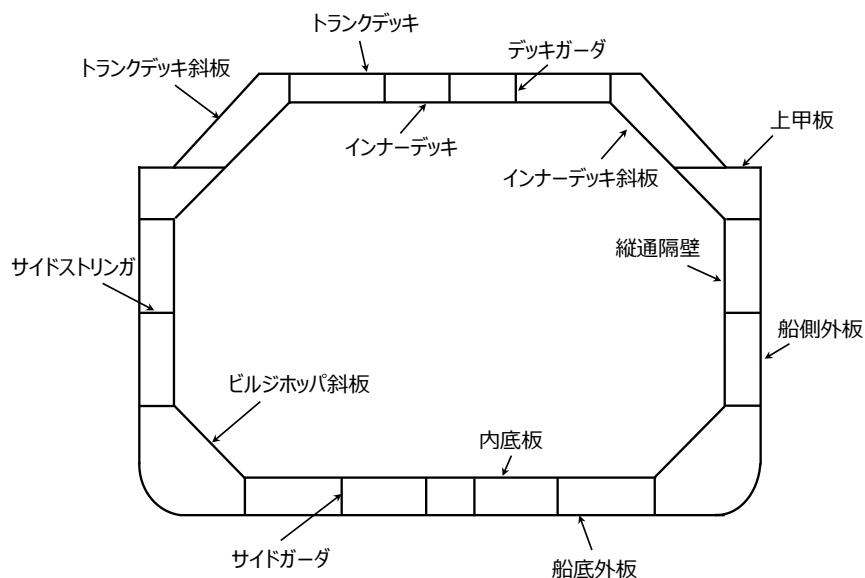 トランクデッキ
デッキガーダ
トランクデッキ斜板
上甲板
インナーデッキ
インナーデッキ斜板
縦通隔壁
サイドストリンガ
船側外板
ビルジホッパ斜板
内底板
サイドガーダ
船底外板